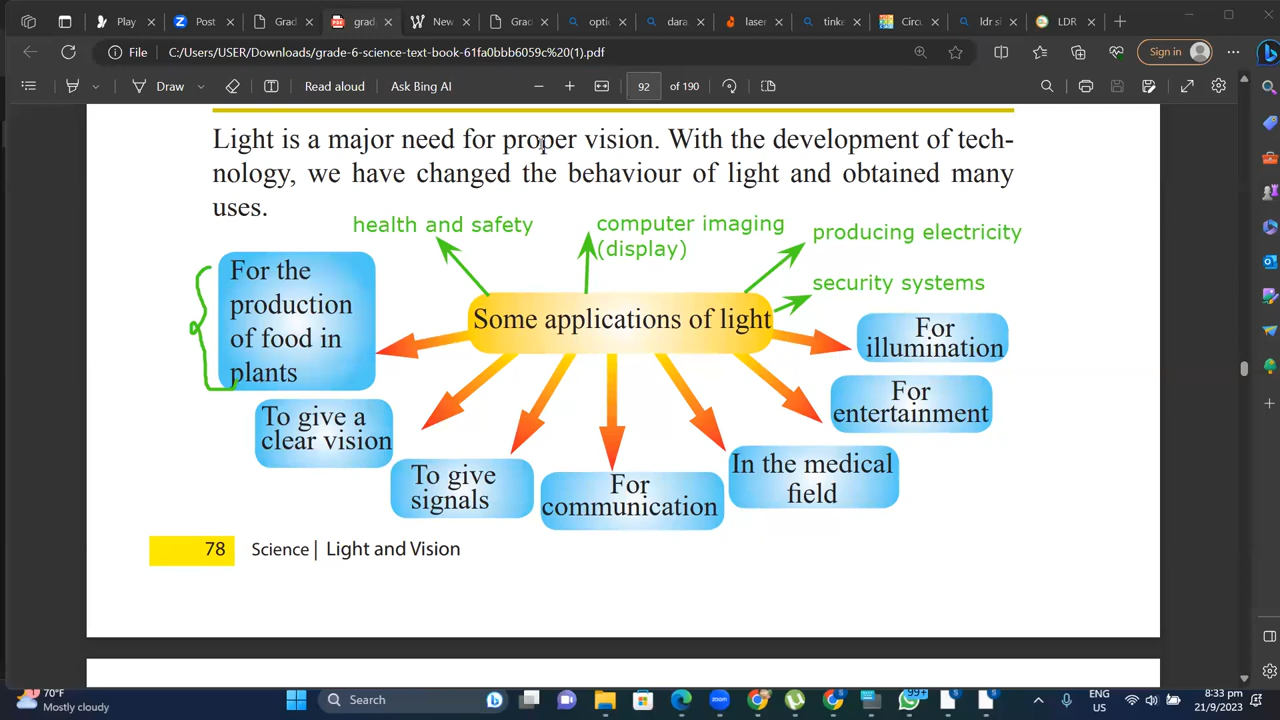 Play
Post
Grad
grad
New
Grad
optic
dara
laser
tinke
Circu
ldr si
LDR
File
C:/Users/USER/Downloads/grade-6-science-text-book-61fa0bbb6059c%20(1).pdf
Sign in
Draw
Read aloud
Ask Bing AI
92 of 190
Light is a major need for proper vision. With the development of tech-
nology, we have changed the behaviour of light and obtained many
uses.
health and safety
computer imaging
(display)
producing electricity
security systems
For the
production
of food in
plants
Some applications of light
For
illumination
To give a
clear vision
For
entertainment
To give
signals
For
communication
In the medical
field
78 Science | Light and Vision
70°F
Mostly cloudy
Search
99+
ENG
US
8:33 pm
21/9/2023